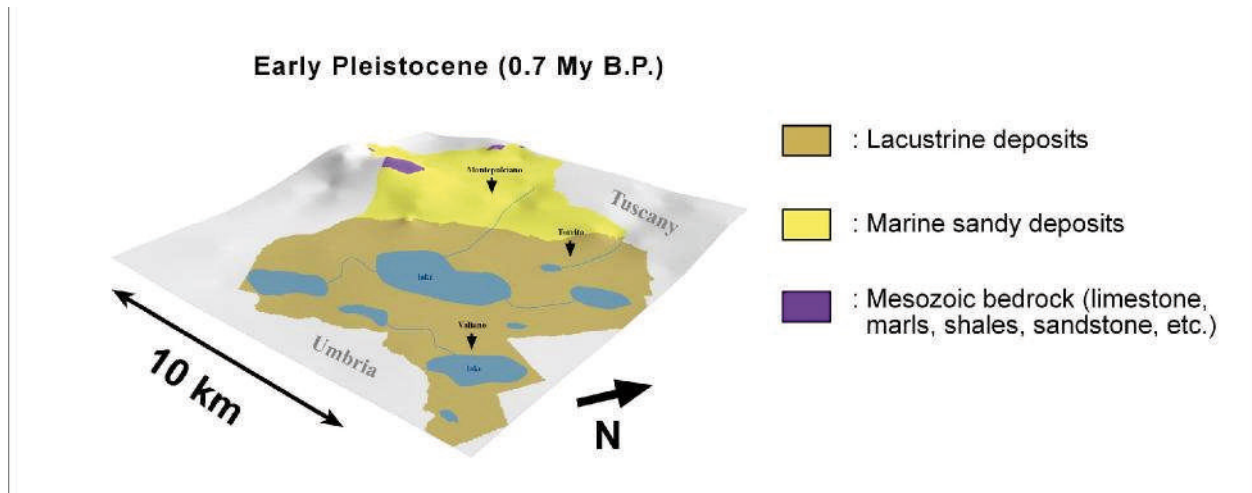 Early Pleistocene (0.7 My B.P.)
: Lacustrine deposits
: Marine sandy deposits
: Mesozoic bedrock (limestone,
marls, shales, sandstone, etc.)
Montepulciano
Tuscany
Torrita
lake
Valiano
lake
Umbria
10 km
N